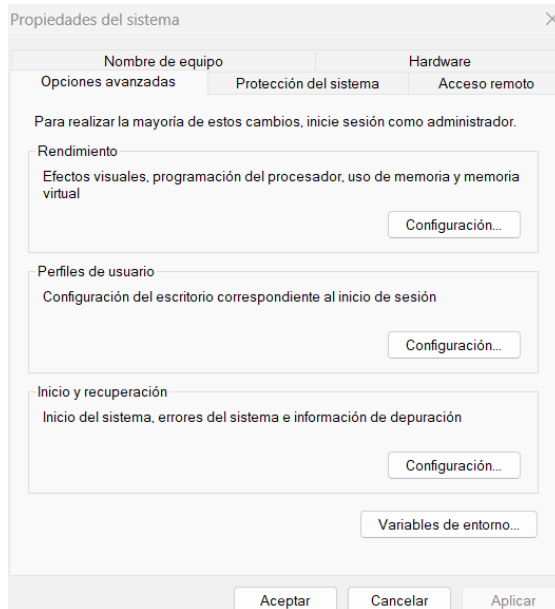 Propiedades del sistema
Nombre de equipo
Hardware
Opciones avanzadas
Protección del sistema
Acceso remoto
Para realizar la mayoría de estos cambios, inicie sesión como administrador.
Rendimiento
Efectos visuales, programación del procesador, uso de memoria y memoria
virtual
Configuración...
Perfiles de usuario
Configuración del escritorio correspondiente al inicio de sesión
Configuración...
Inicio y recuperación
Inicio del sistema, errores del sistema e información de depuración
Configuración...
Variables de entorno...
Aceptar
Cancelar
Aplicar